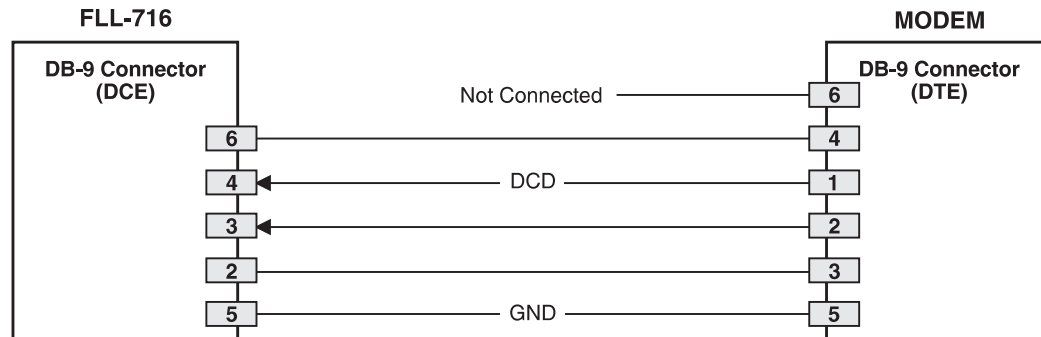 FLL-716
MODEM
DB-9 Connector
(DCE)
DB-9 Connector
(DTE)
Not Connected
6
6
4
4
DCD
1
3
2
2
3
5
GND
5